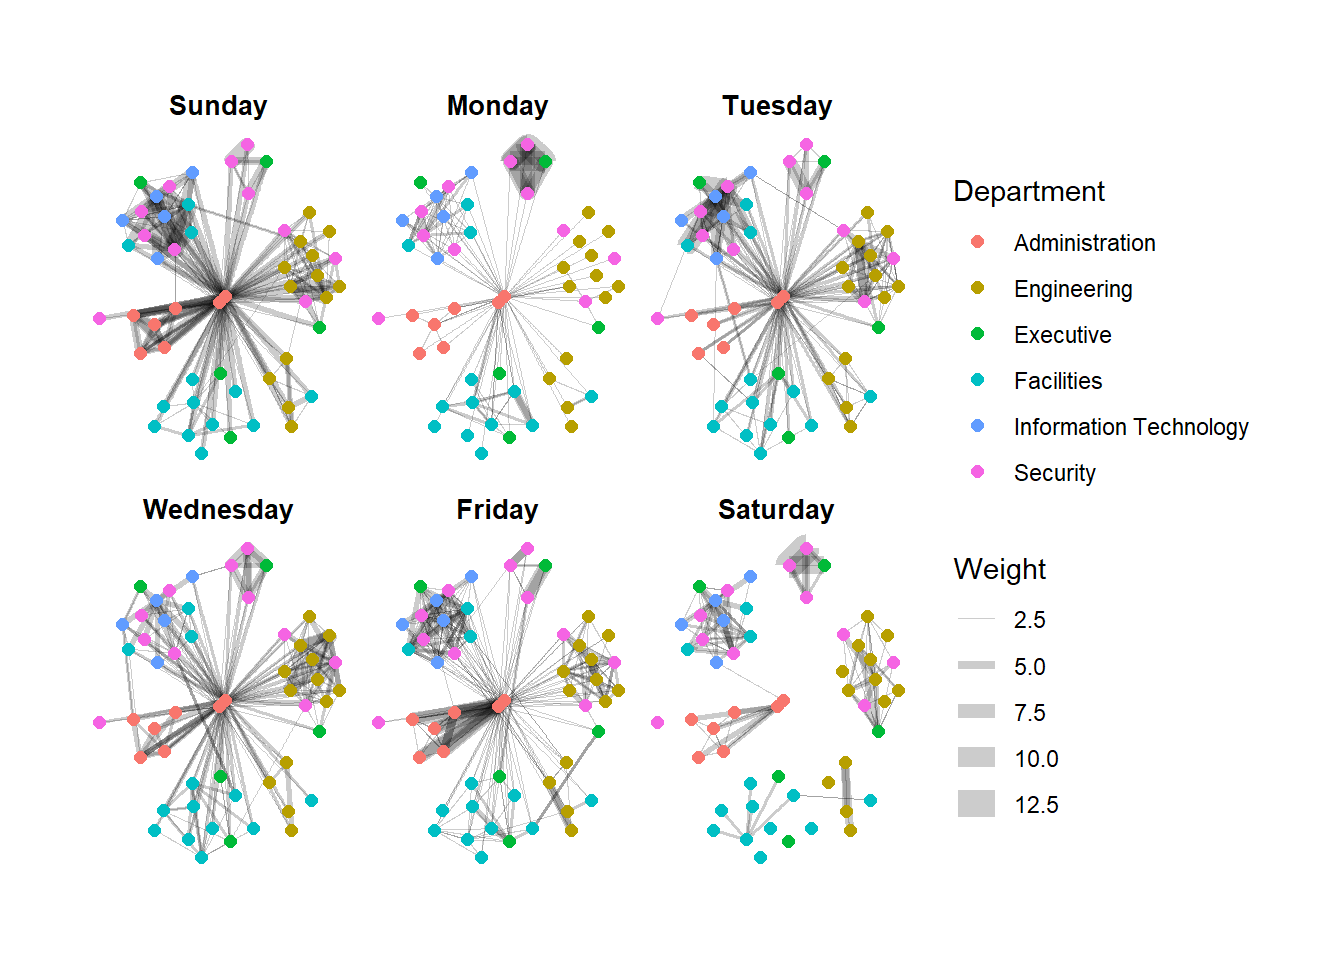 Sunday
Monday
Tuesday
Wednesday
Friday
Saturday
Department
Administration
Engineering
Executive
Facilities
Information Technology
Security
Weight
2.5
5.0
7.5
10.0
12.5